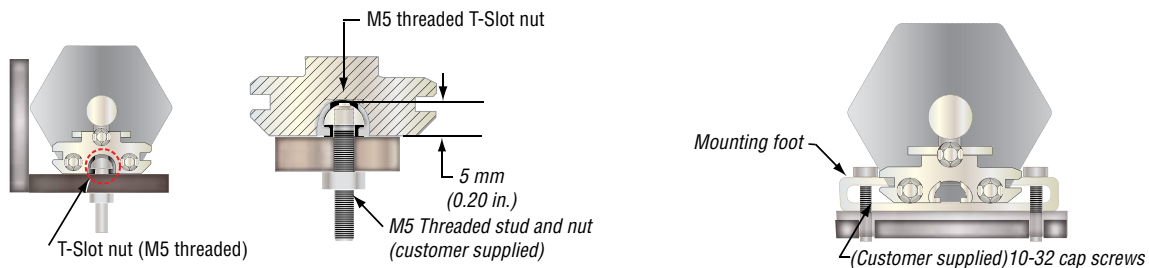 M5 threaded T-Slot nut
5 mm
(0.20 in.)
M5 Threaded stud and nut
(customer supplied)
T-Slot nut (M5 threaded)
Mounting foot
(Customer supplied)10-32 cap screws